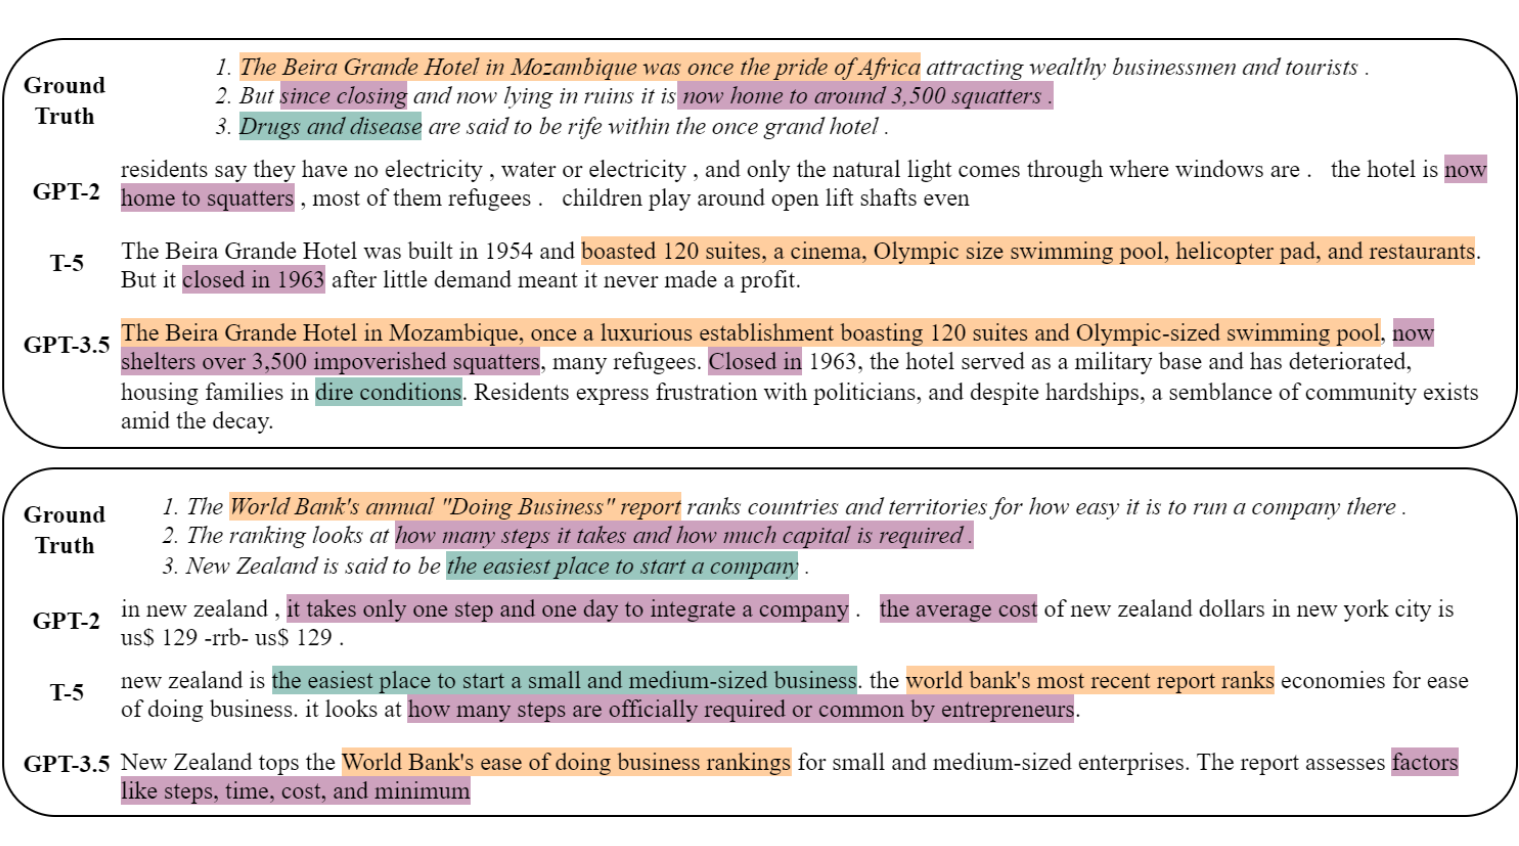 Ground
Truth
1. The Beira Grande Hotel in Mozambique was once the pride of Africa attracting wealthy businessmen and tourists .
2. But since closing and now lying in ruins it is now home to around 3,500 squatters .
3. Drugs and disease are said to be rife within the once grand hotel .
GPT-2
residents say they have no electricity , water or electricity , and only the natural light comes through where windows are . the hotel is now
home to squatters , most of them refugees . children play around open lift shafts even
T-5
The Beira Grande Hotel was built in 1954 and boasted 120 suites, a cinema, Olympic size swimming pool, helicopter pad, and restaurants.
But it closed in 1963 after little demand meant it never made a profit.
GPT-3.5
The Beira Grande Hotel in Mozambique, once a luxurious establishment boasting 120 suites and Olympic-sized swimming pool, now
shelters over 3,500 impoverished squatters, many refugees. Closed in 1963, the hotel served as a military base and has deteriorated,
housing families in dire conditions. Residents express frustration with politicians, and despite hardships, a semblance of community exists
amid the decay.
Ground
Truth
1. The World Bank's annual "Doing Business" report ranks countries and territories for how easy it is to run a company there .
2. The ranking looks at how many steps it takes and how much capital is required .
3. New Zealand is said to be the easiest place to start a company .
GPT-2
in new zealand , it takes only one step and one day to integrate a company . the average cost of new zealand dollars in new york city is
us$ 129 -rrb- us$ 129 .
T-5
new zealand is the easiest place to start a small and medium-sized business. the world bank's most recent report ranks economies for ease
of doing business. it looks at how many steps are officially required or common by entrepreneurs.
GPT-3.5
New Zealand tops the World Bank's ease of doing business rankings for small and medium-sized enterprises. The report assesses factors
like steps, time, cost, and minimum